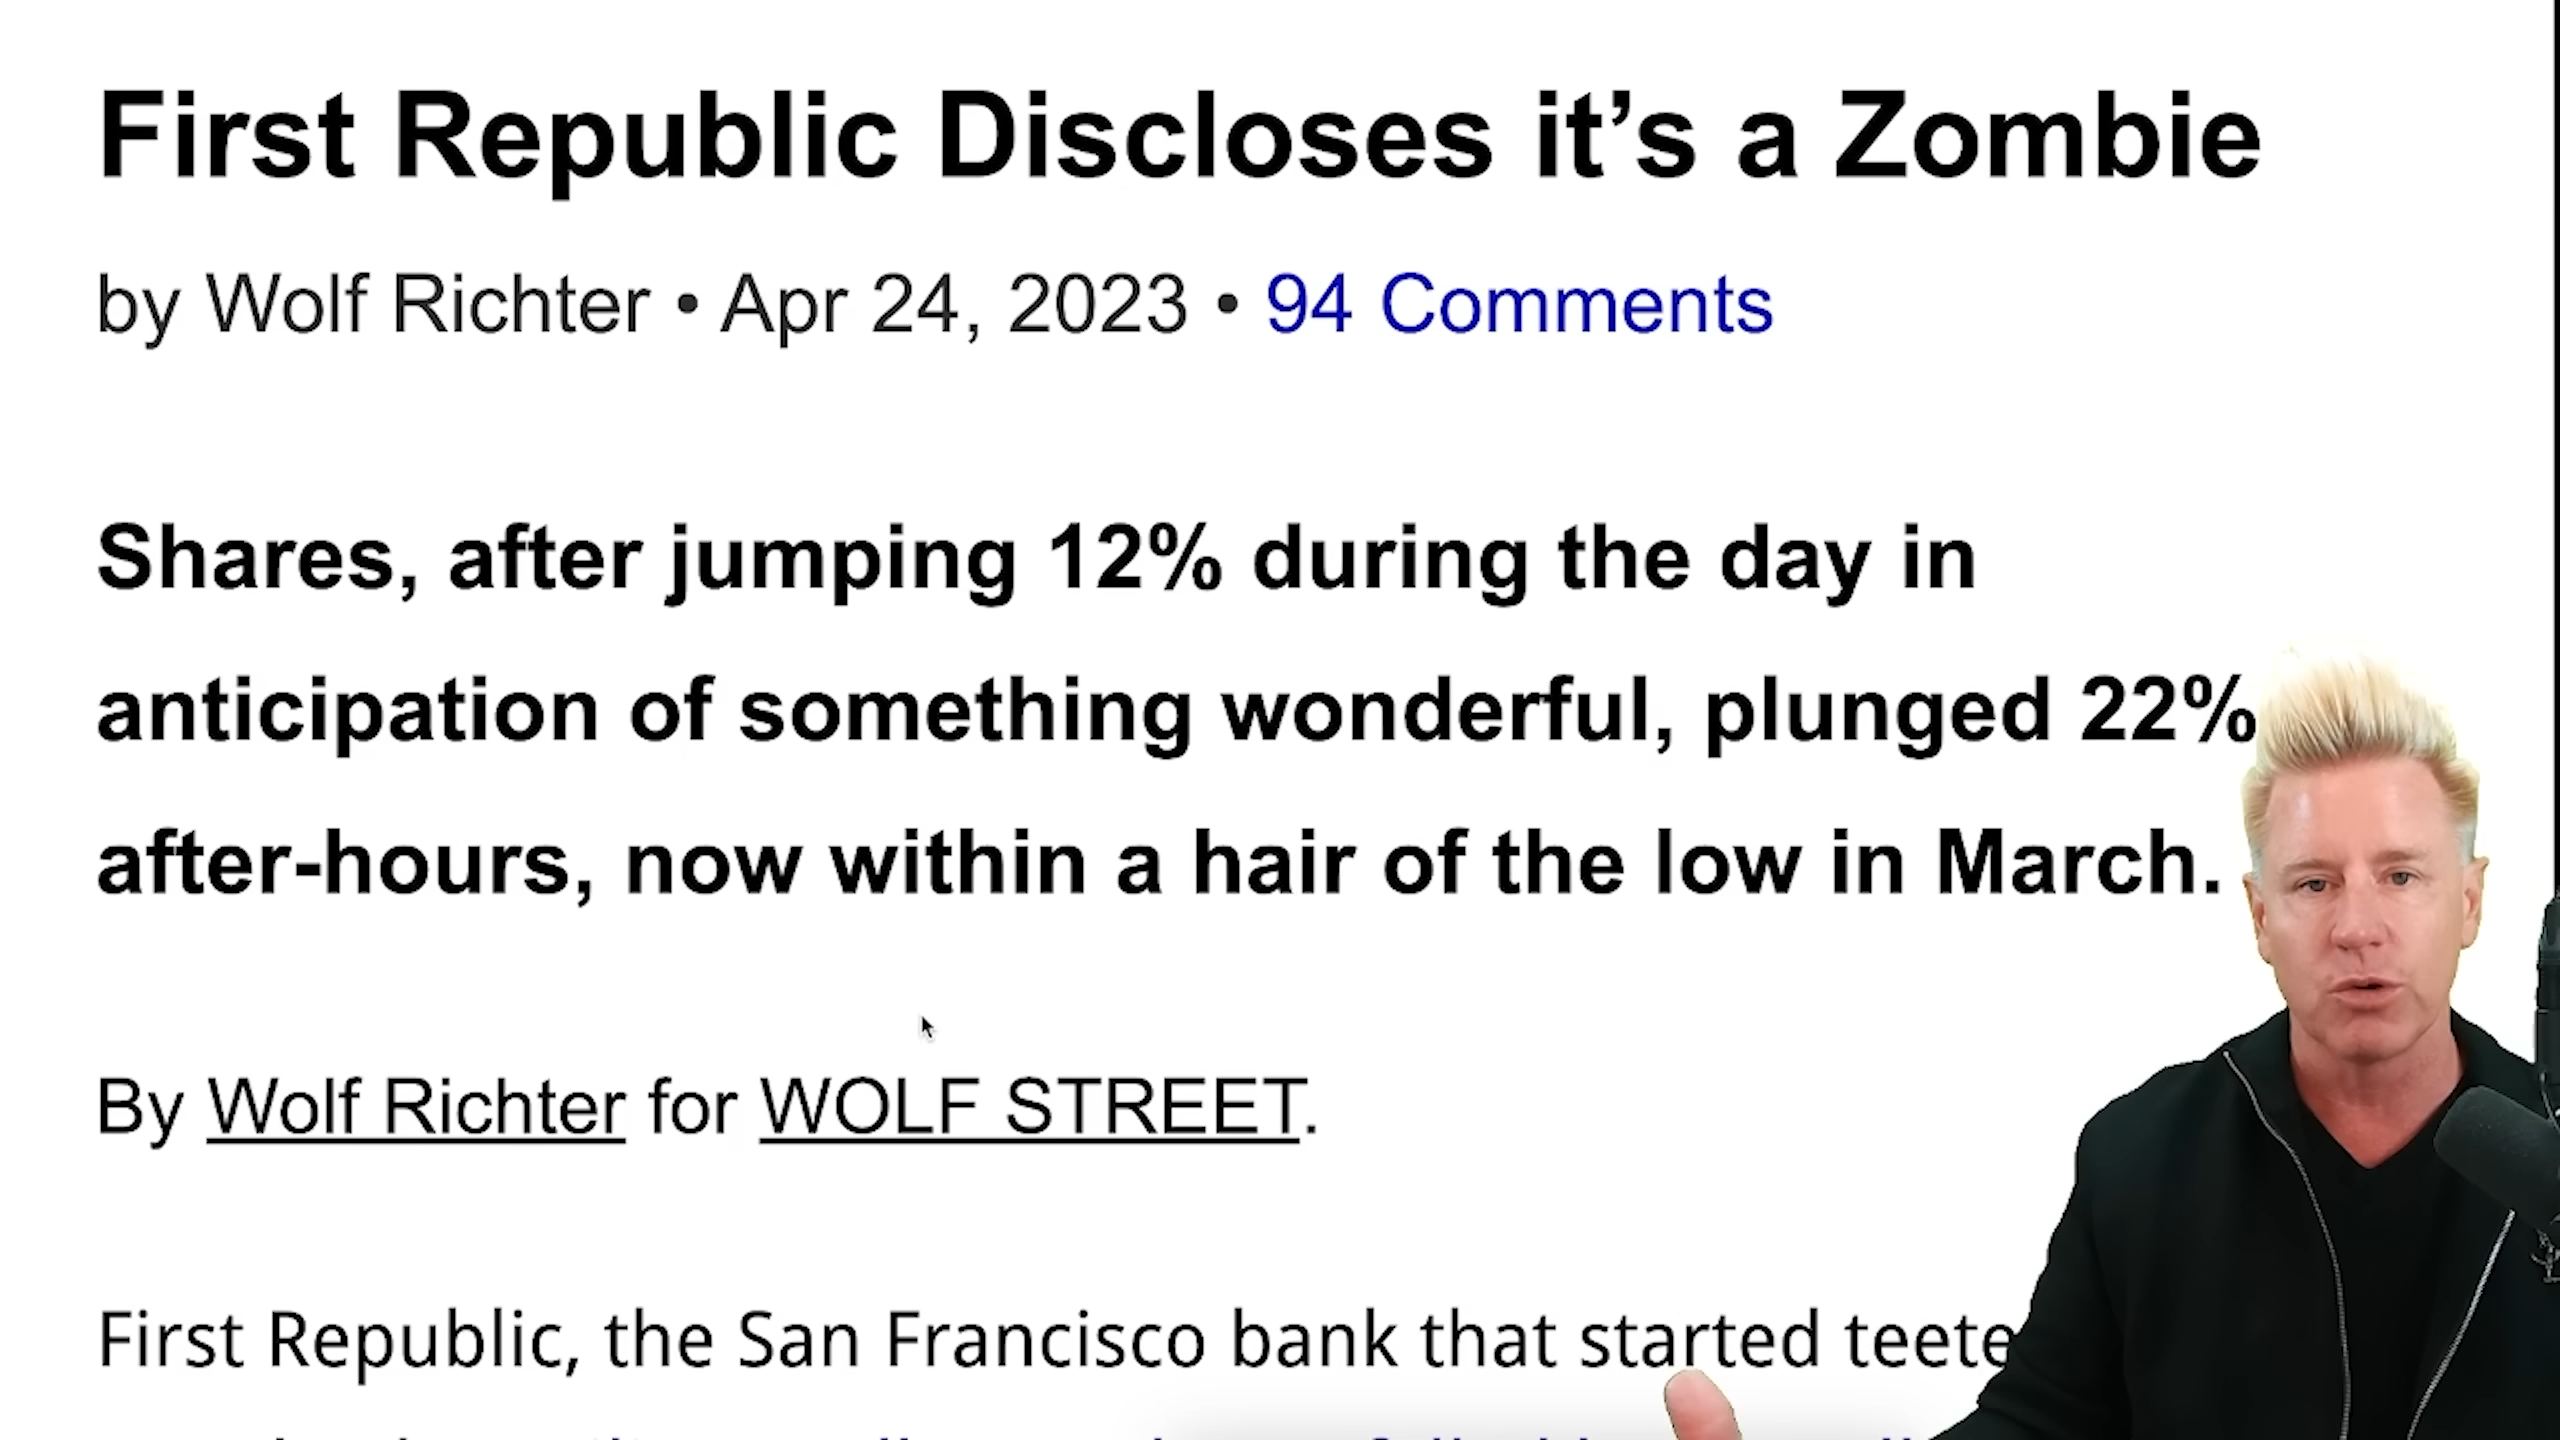 First Republic Discloses it’s a Zombie
by Wolf Richter • Apr 24, 2023 • 94 Comments
Shares, after jumping 12% during the day in
anticipation of something wonderful, plunged 22%
after-hours, now within a hair of the low in March.
By Wolf Richter for WOLF STREET.
First Republic, the San Francisco bank that started